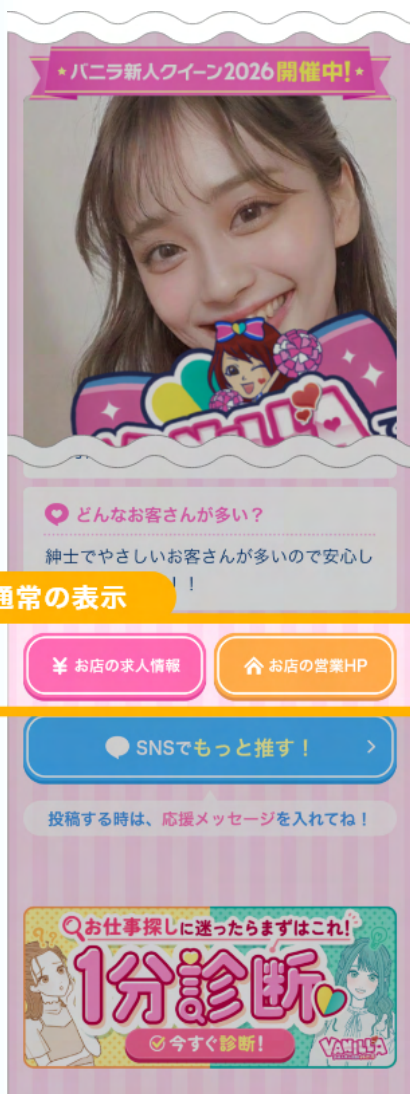 バニラ新人クイーン2026開催中!
どんなお客さんが多い?
紳士でやさしいお客さんが多いので安心し
!
通常の表示
¥ お店の求人情報
お店の営業HP
SNSでもっと推す!
投稿する時は、応援メッセージを入れてね!
お仕事探しに迷ったらまずはこれ!
1分診断
今すぐ診断!
VANILLA